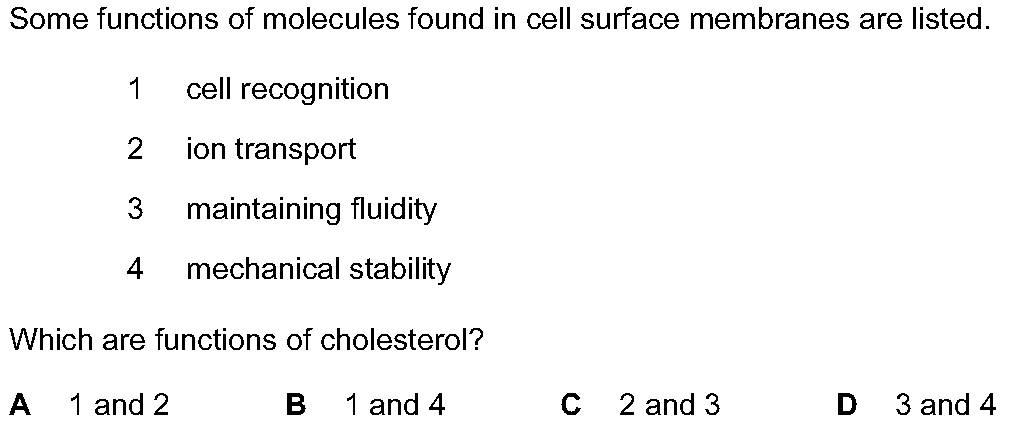 Some functions of molecules found in cell surface membranes are listed.
1 cell recognition
2 ion transport
3 maintaining fluidity
4 mechanical stability
Which are functions of cholesterol?
A 1 and 2 B 1 and 4 C 2 and 3 D 3 and 4